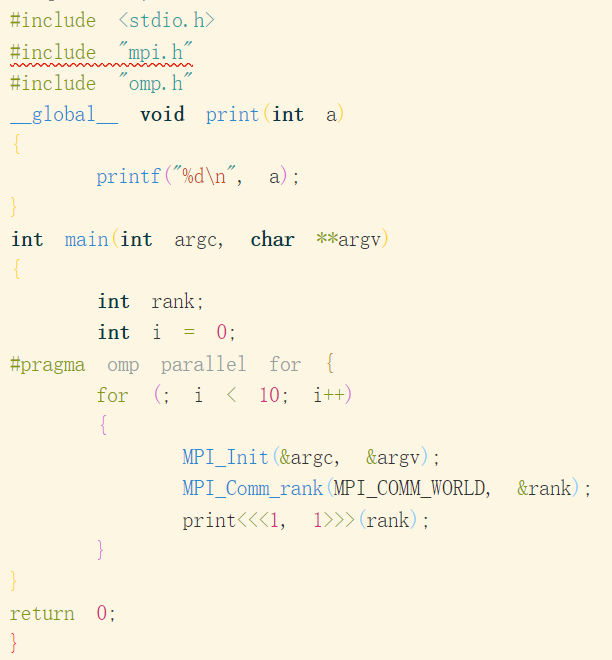 #include <stdio.h>
#include "mpi.h"
#include "omp.h"
__global__ void print(int a)
{
printf("%d\n", a);
}
int main(int argc, char **argv)
{
int rank;
int i = 0;
#pragma omp parallel for {
for (; i < 10; i++)
{
MPI_Init(&argc, &argv);
MPI_Comm_rank(MPI_COMM_WORLD, &rank);
print<<<1, 1>>>(rank);
}
}
return 0;
}